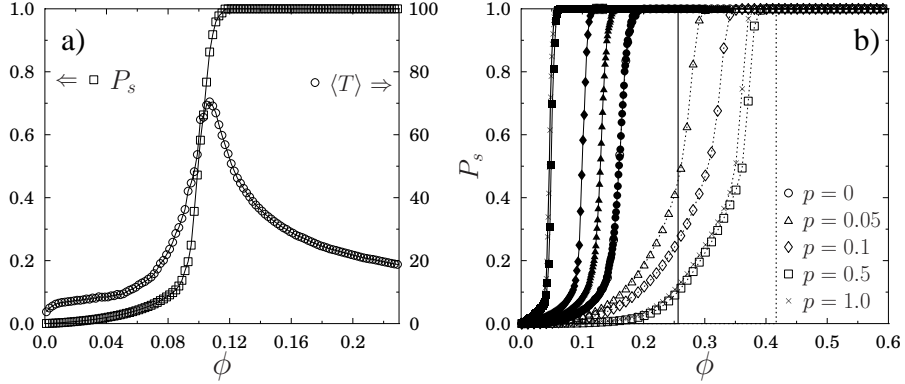 a)
⇐ □ P_s
○ ⟨T⟩ ⇒
1.0
0.8
0.6
0.4
0.2
0.0
100
80
60
40
20
0
0.0 0.04 0.08 0.12 0.16 0.2
ϕ
b)
P_s
1.0
0.8
0.6
0.4
0.2
0.0
○ p = 0
△ p = 0.05
◇ p = 0.1
□ p = 0.5
× p = 1.0
0.0 0.1 0.2 0.3 0.4 0.5 0.6
ϕ